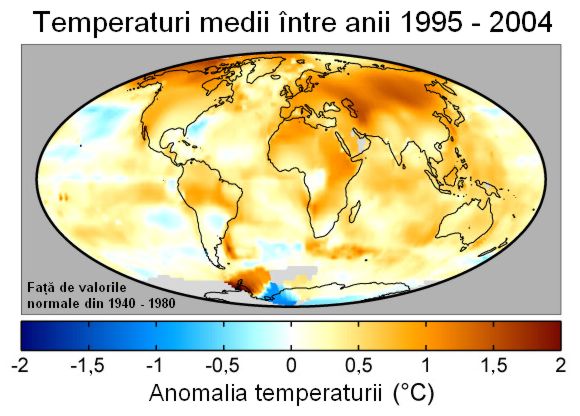 Temperaturi medii între anii 1995 - 2004
Față de valorile
normale din 1940 - 1980
-2 -1,5 -1 -0,5 0 0,5 1 1,5 2
Anomalia temperaturii (°C)